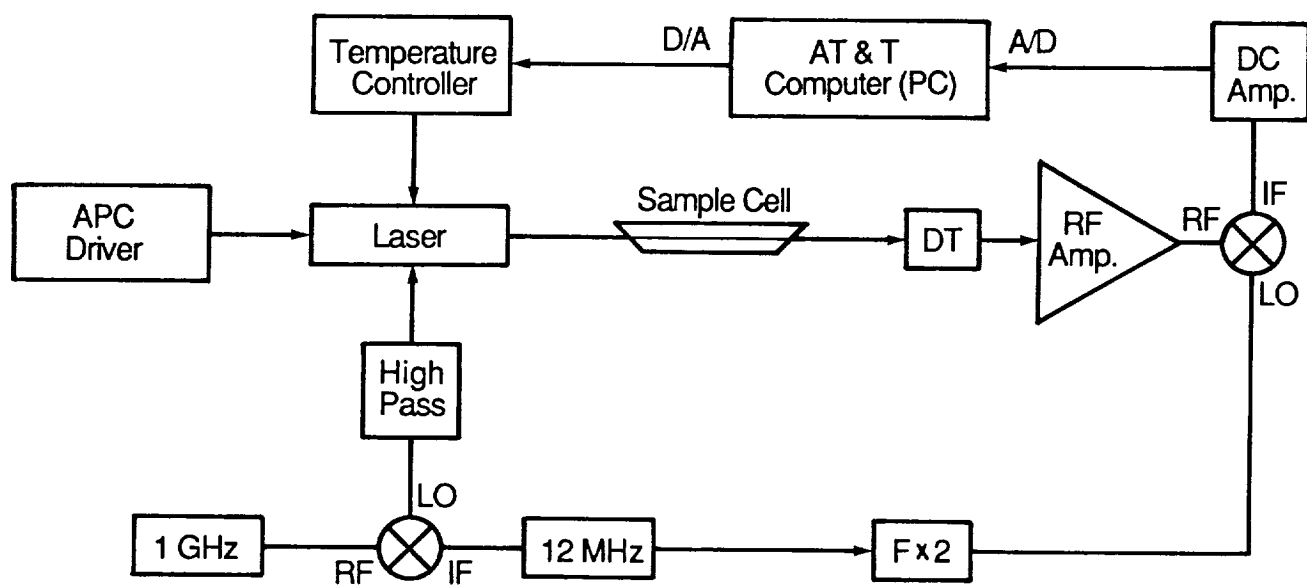 D/A
A/D
Temperature
Controller
AT & T
Computer (PC)
DC
Amp.
APC
Driver
Laser
Sample Cell
DT
RF
Amp.
RF
IF
LO
High
Pass
LO
1 GHz
RF
IF
12 MHz
F x 2